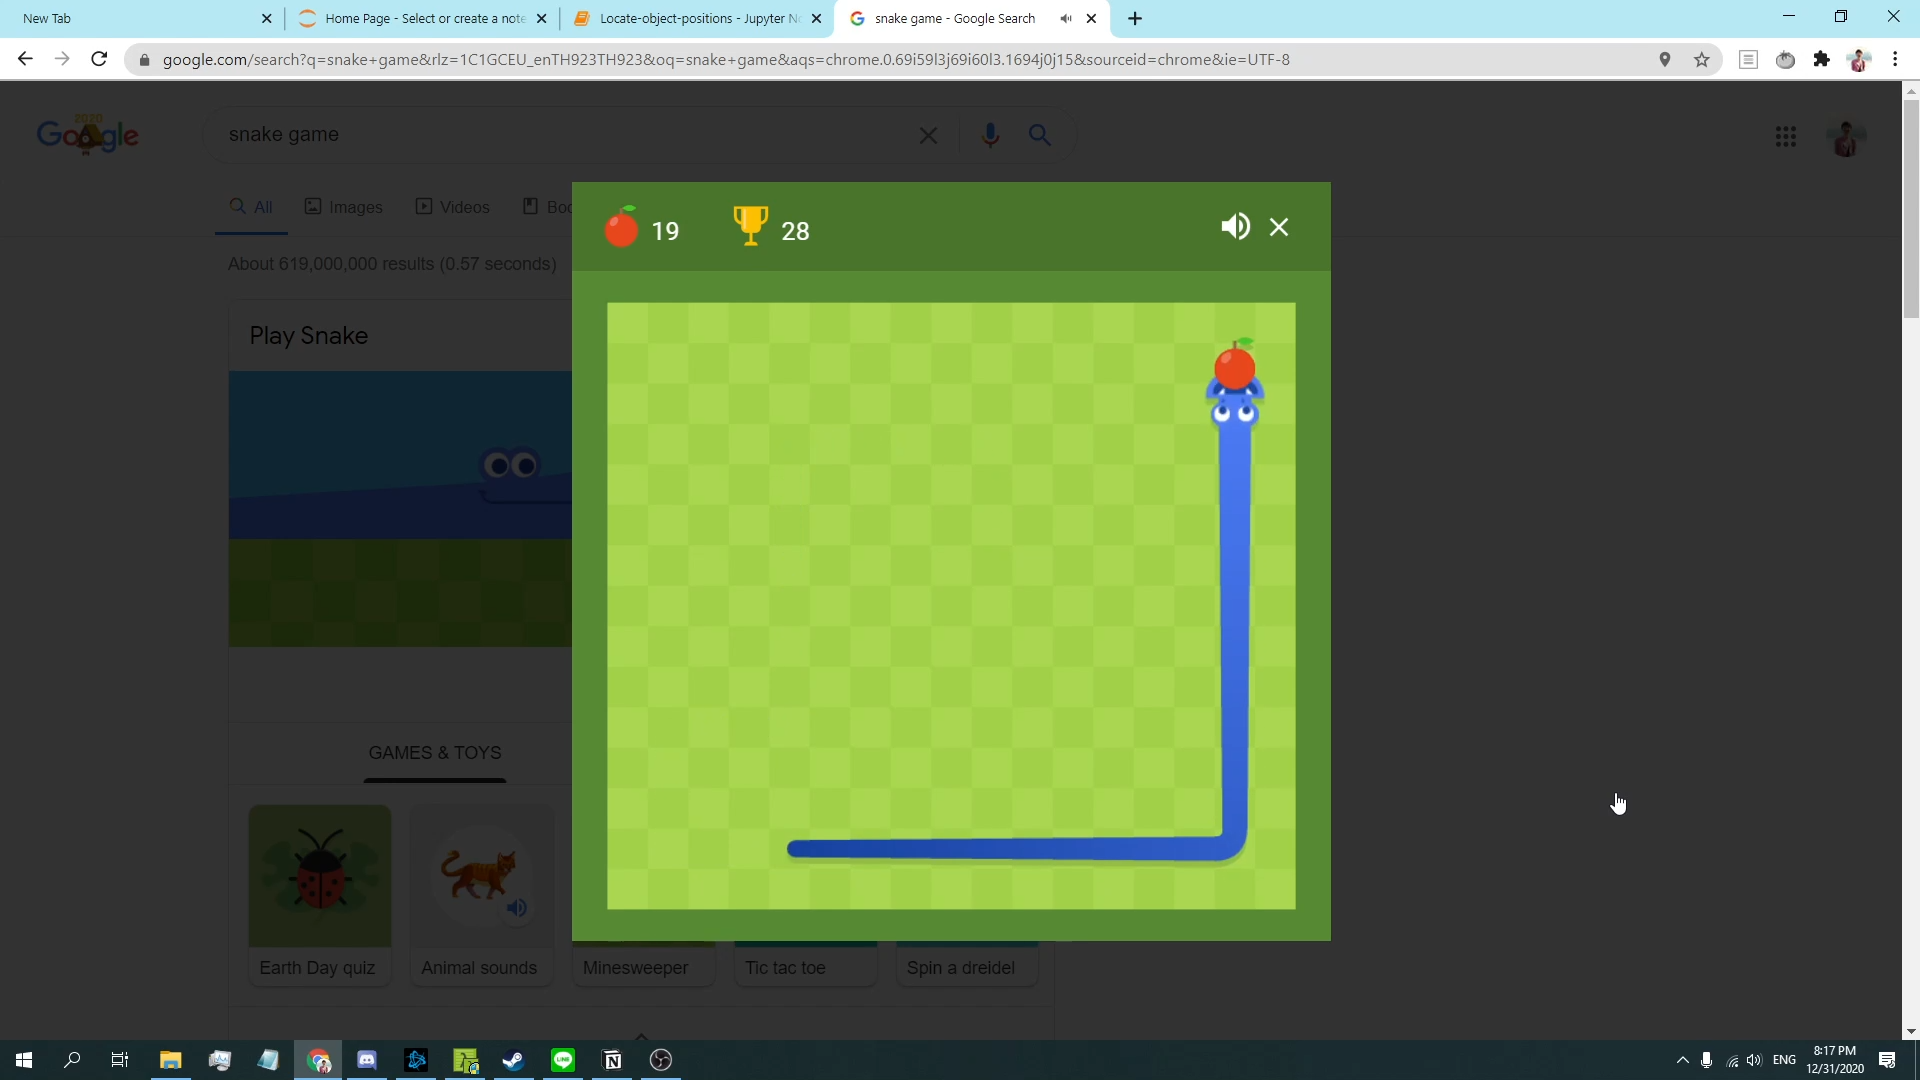 New Tab
Home Page - Select or create a note
Locate-object-positions - Jupyter No
snake game - Google Search
google.com/search?q=snake+game&rlz=1C1GCEU_enTH923TH923&oq=snake+game&aqs=chrome.0.69i59l3j69i60l3.1694j0j15&sourceid=chrome&ie=UTF-8
2020
Google
snake game
All
Images
Videos
Boo
19
28
About 619,000,000 results (0.57 seconds)
Play Snake
GAMES & TOYS
Earth Day quiz
Animal sounds
Minesweeper
Tic tac toe
Spin a dreidel
ENG
8:17 PM
12/31/2020